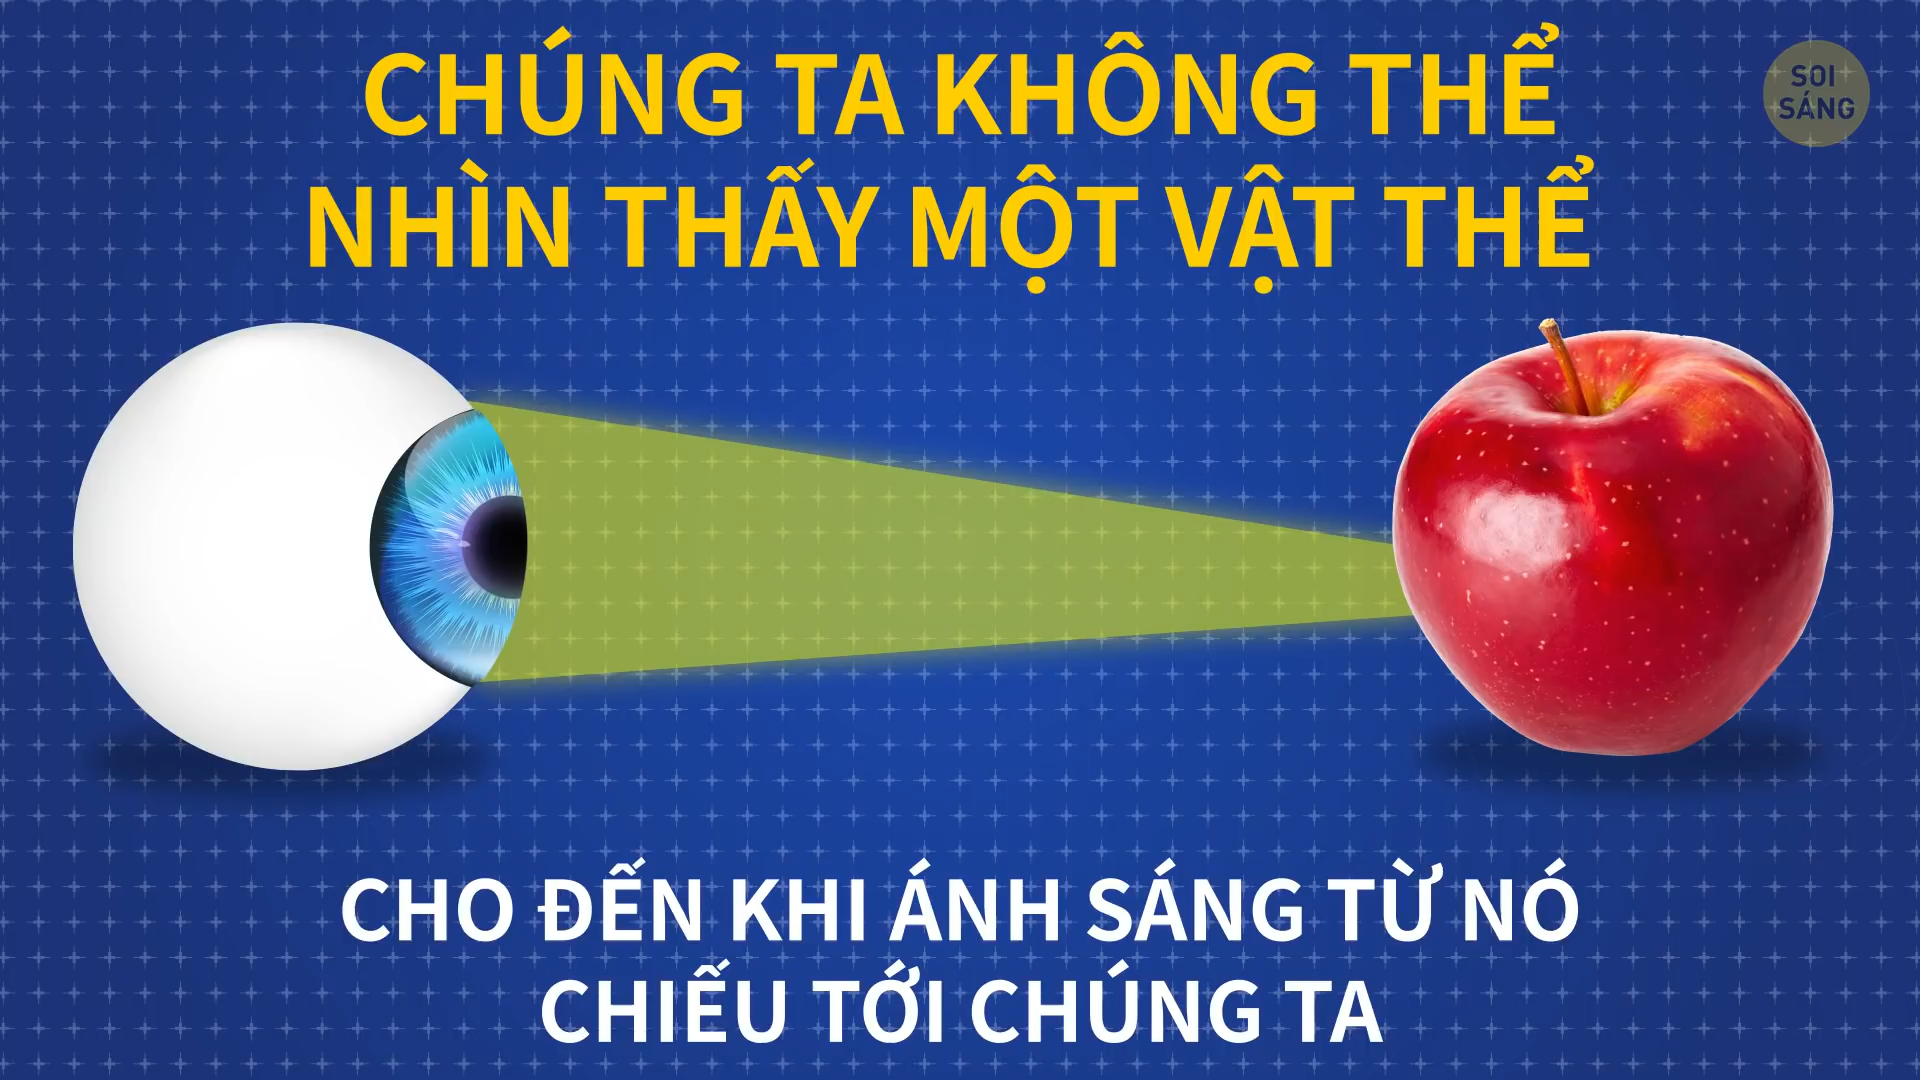 CHÚNG TA KHÔNG THỂ
NHÌN THẤY MỘT VẬT THỂ
SOI
SÁNG
CHO ĐẾN KHI ÁNH SÁNG TỪ NÓ
CHIẾU TỚI CHÚNG TA